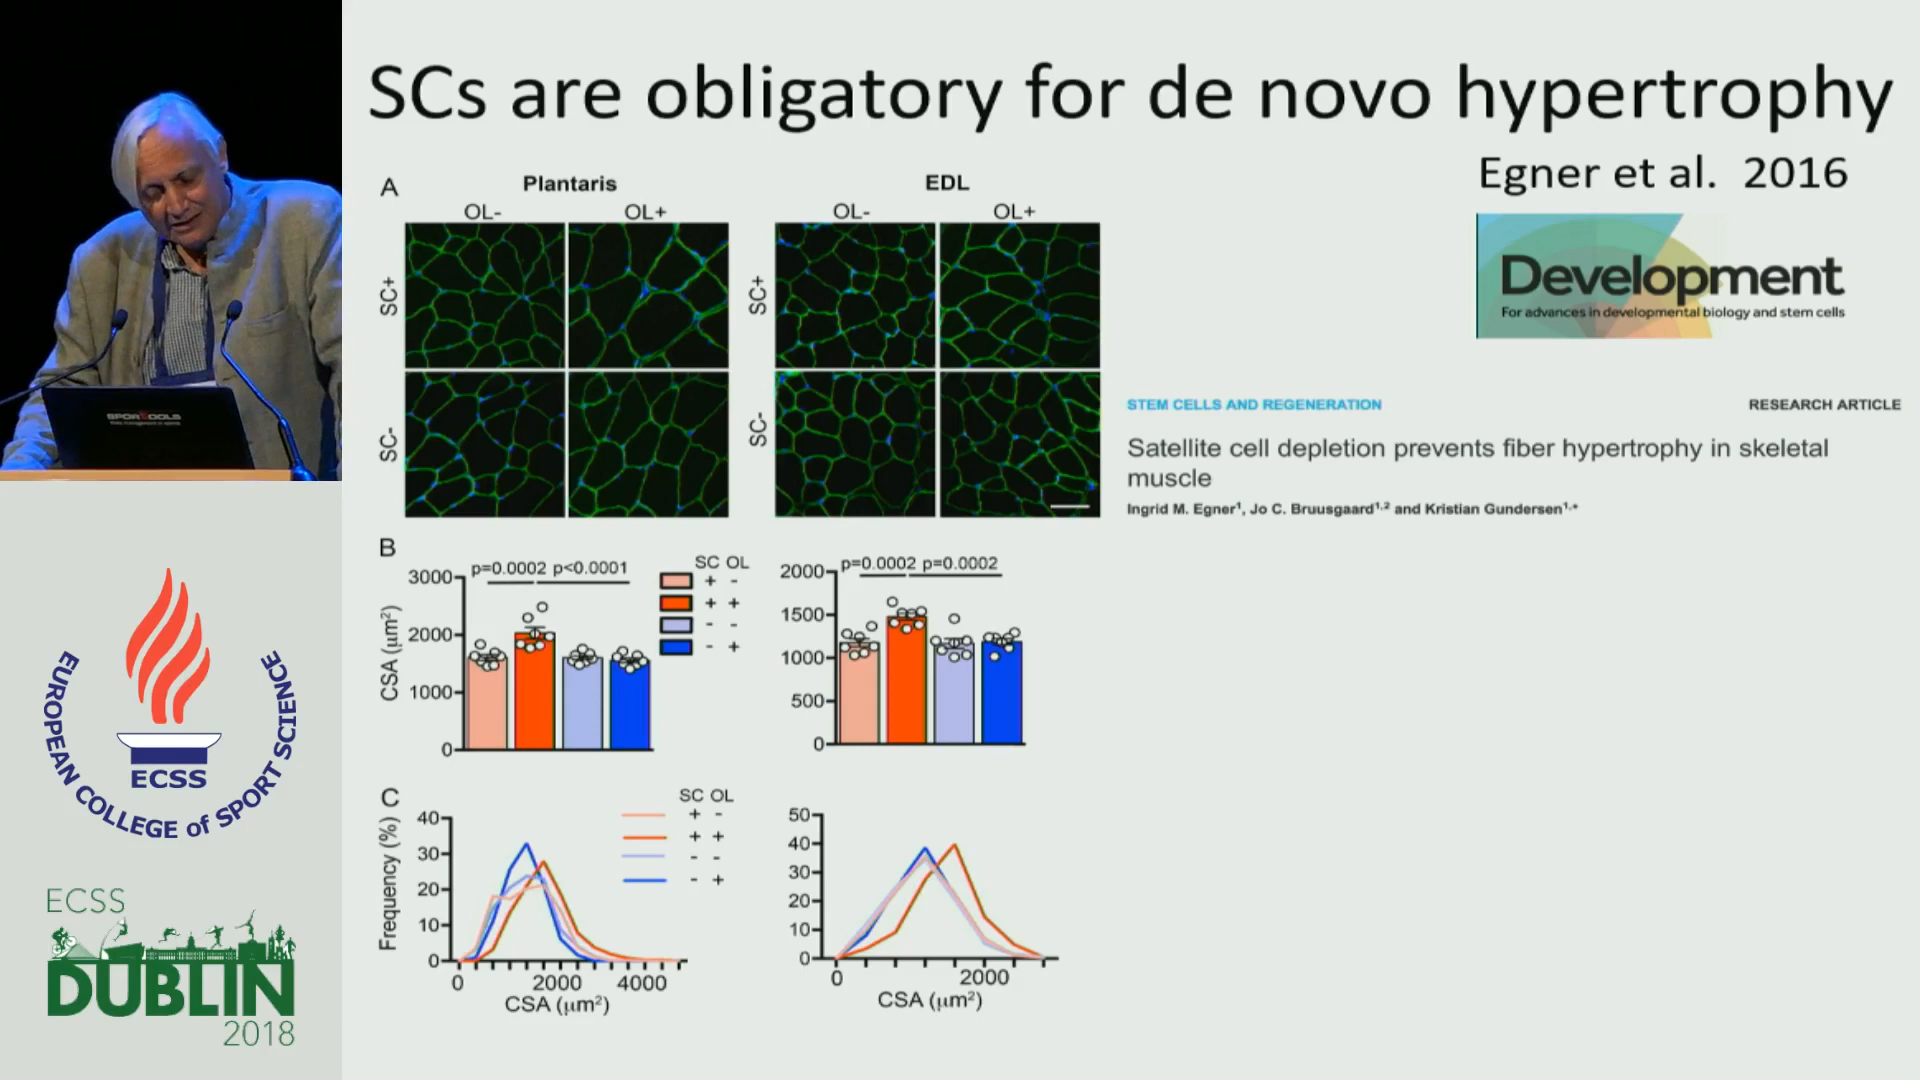 SCs are obligatory for de novo hypertrophy
Egner et al. 2016
Development
For advances in developmental biology and stem cells
STEM CELLS AND REGENERATION
RESEARCH ARTICLE
Satellite cell depletion prevents fiber hypertrophy in skeletal
muscle
Ingrid M. Egner¹, Jo C. Bruusgaard¹,² and Kristian Gundersen¹,*
A
Plantaris
EDL
OL-
OL+
OL-
OL+
SC+
SC-
SC+
SC-
B
p=0.0002
p<0.0001
SC OL
+ -
+ +
- -
- +
3000
2000
1000
0
CSA (μm²)
p=0.0002
p=0.0002
2000
1500
1000
500
0
C
SC OL
+ -
+ +
- -
- +
Frequency (%)
40
30
20
10
0
0
2000
4000
CSA (μm²)
50
40
30
20
10
0
0
2000
CSA (μm²)
EUROPEAN COLLEGE of SPORT SCIENCE
ECSS
ECSS
DUBLIN
2018